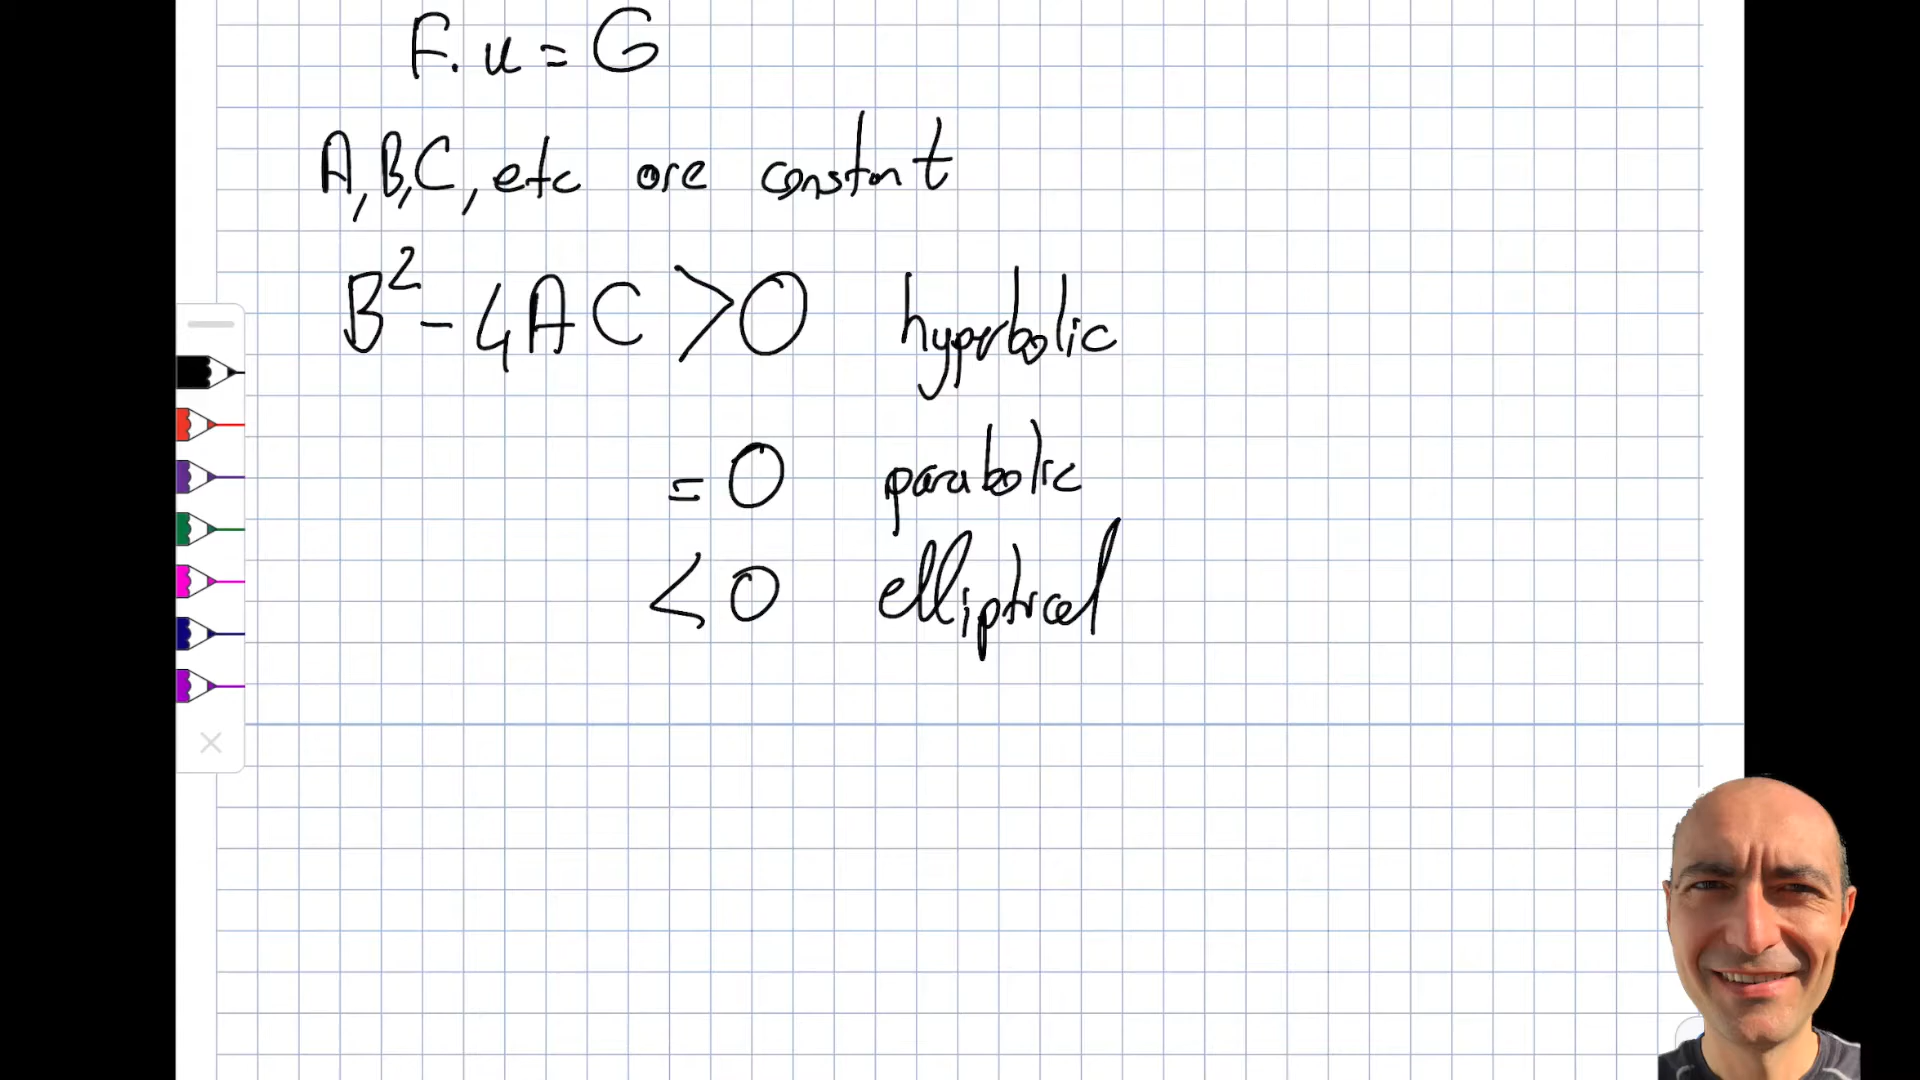 F. u = G
A, B, C, etc are constant
B² - 4AC > 0 hyperbolic
= 0 parabolic
< 0 elliptical